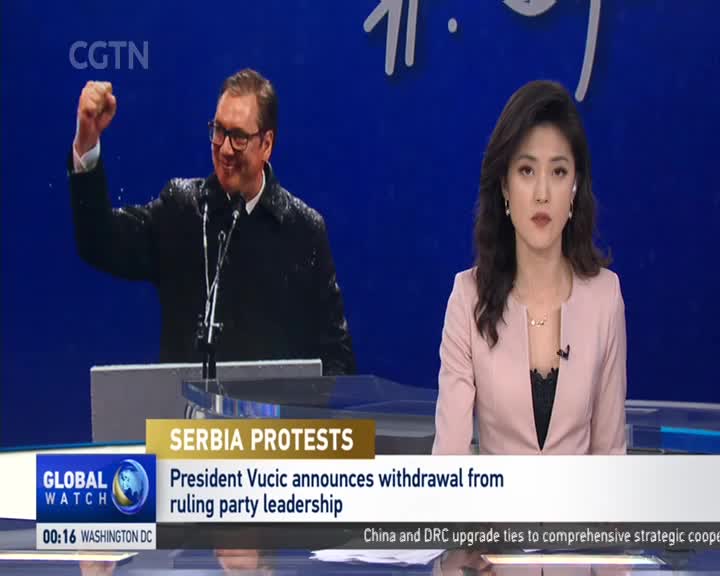 CGTN
SERBIA PROTESTS
President Vucic announces withdrawal from
ruling party leadership
GLOBAL
WATCH
00:16 WASHINGTON DC
China and DRC upgrade ties to comprehensive strategic coope